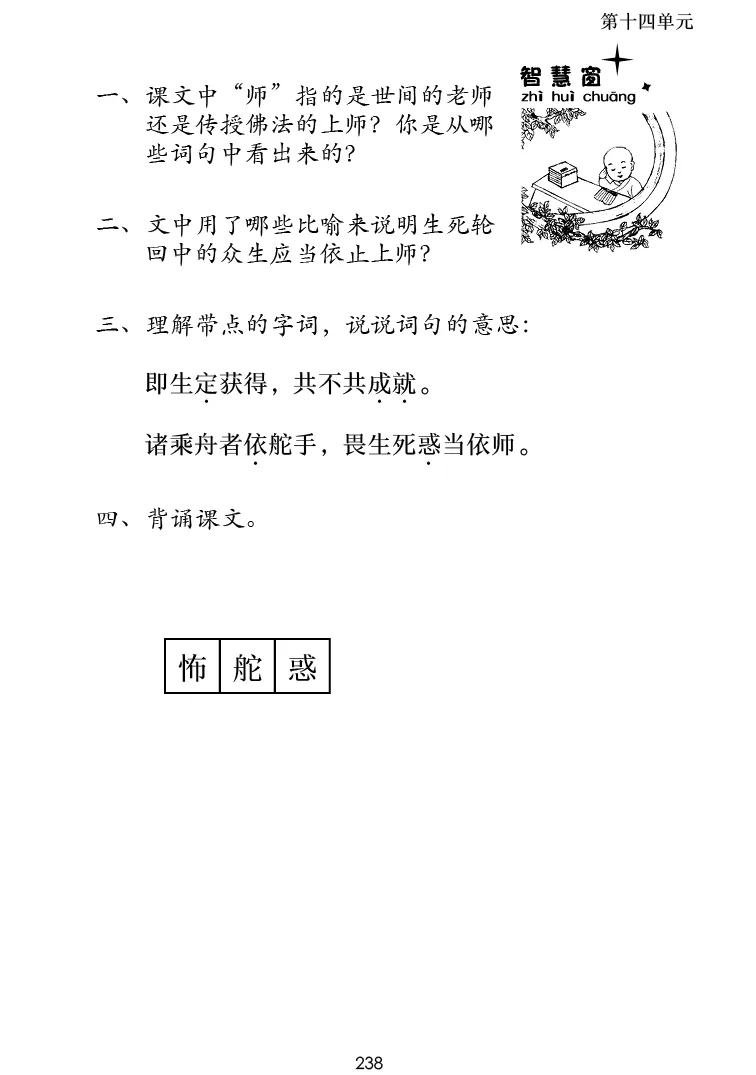 第十四单元
智慧窗
zhì huì chuāng
一、课文中“师”指的是世间的老师
还是传授佛法的上师？你是从哪
些词句中看出来的？
二、文中用了哪些比喻来说明生死轮
回中的众生应当依止上师？
三、理解带点的字词，说说词句的意思：
即生定获得，共不共成就。
诸乘舟者依舵手，畏生死惑当依师。
四、背诵课文。
怖舵惑
238